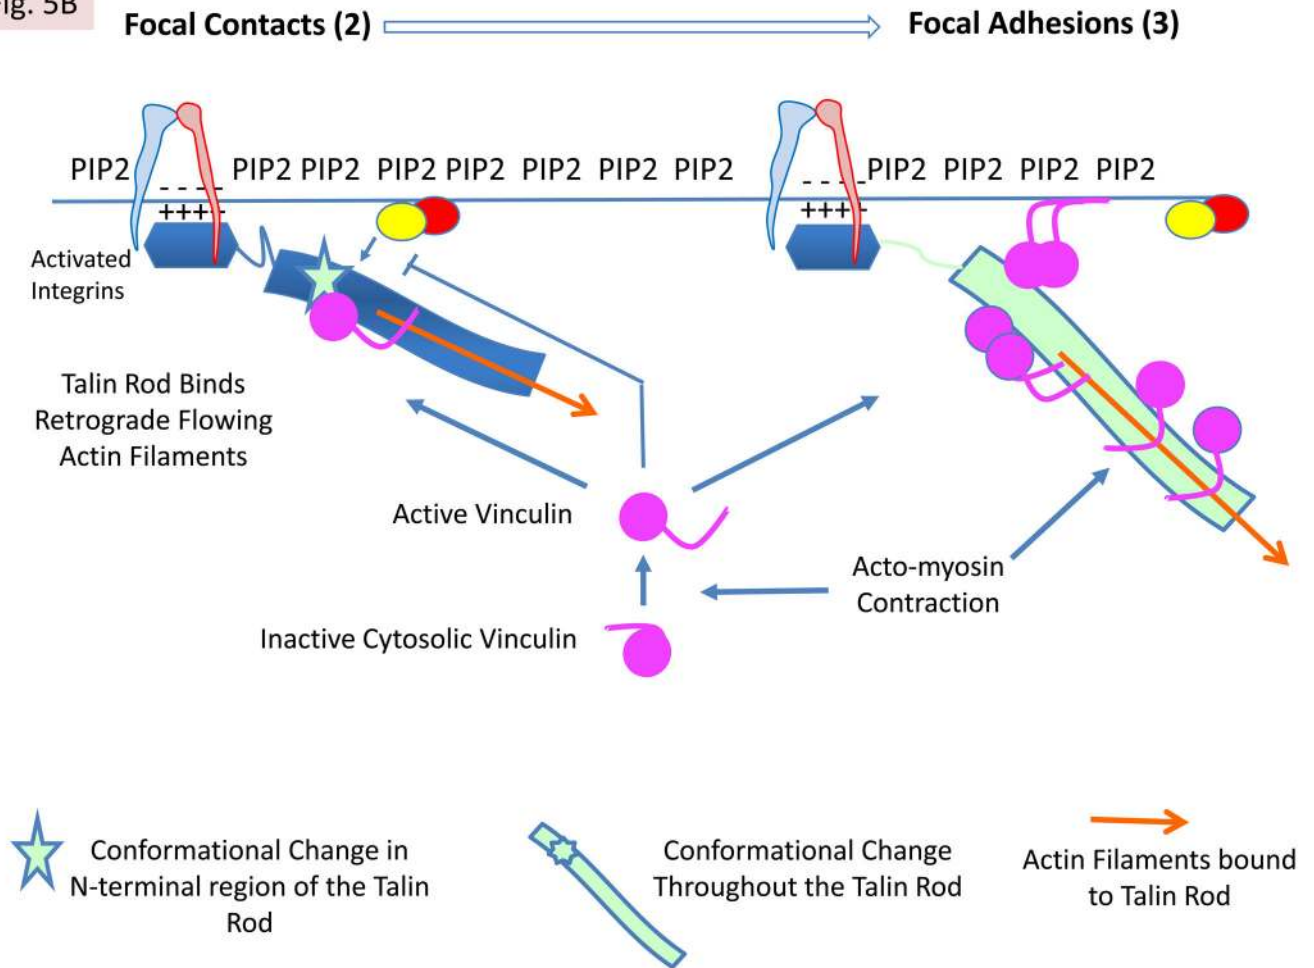 Fig. 5B
Focal Contacts (2)
Focal Adhesions (3)
PIP2 PIP2 PIP2 PIP2 PIP2 PIP2 PIP2 PIP2 PIP2 PIP2 PIP2 PIP2
- - - - - - - -
++++ ++++
Activated
Integrins
Talin Rod Binds
Retrograde Flowing
Actin Filaments
Active Vinculin
Acto-myosin
Contraction
Inactive Cytosolic Vinculin
Conformational Change in
N-terminal region of the Talin
Rod
Conformational Change
Throughout the Talin Rod
Actin Filaments bound
to Talin Rod